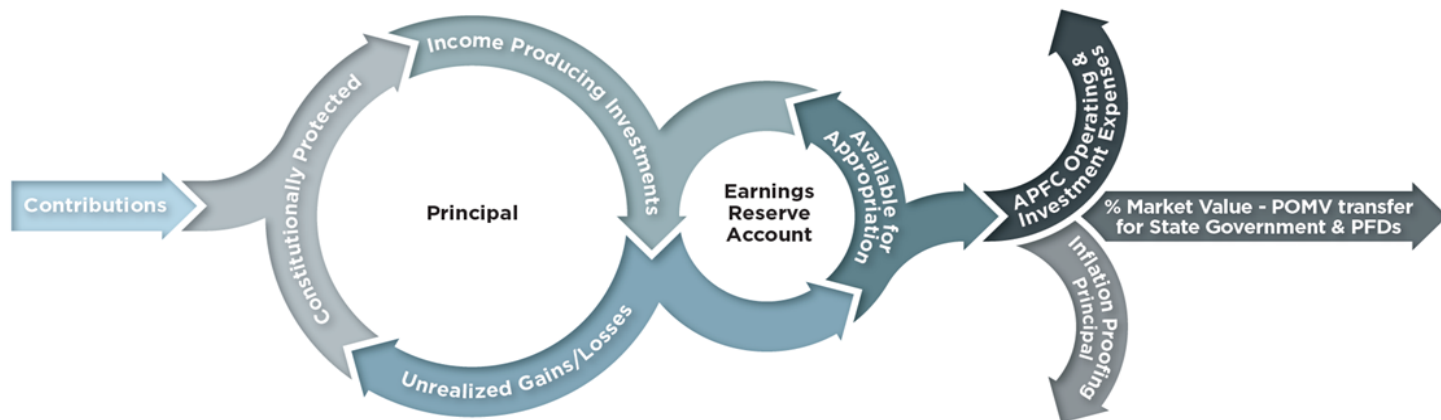 Contributions
Constitutionally Protected
Income Producing Investments
Principal
Unrealized Gains/Losses
Earnings
Reserve
Account
Available for
Appropriation
APFC Operating &
Investment Expenses
% Market Value - POMV transfer
for State Government & PFDs
Inflation Proofing
Principal